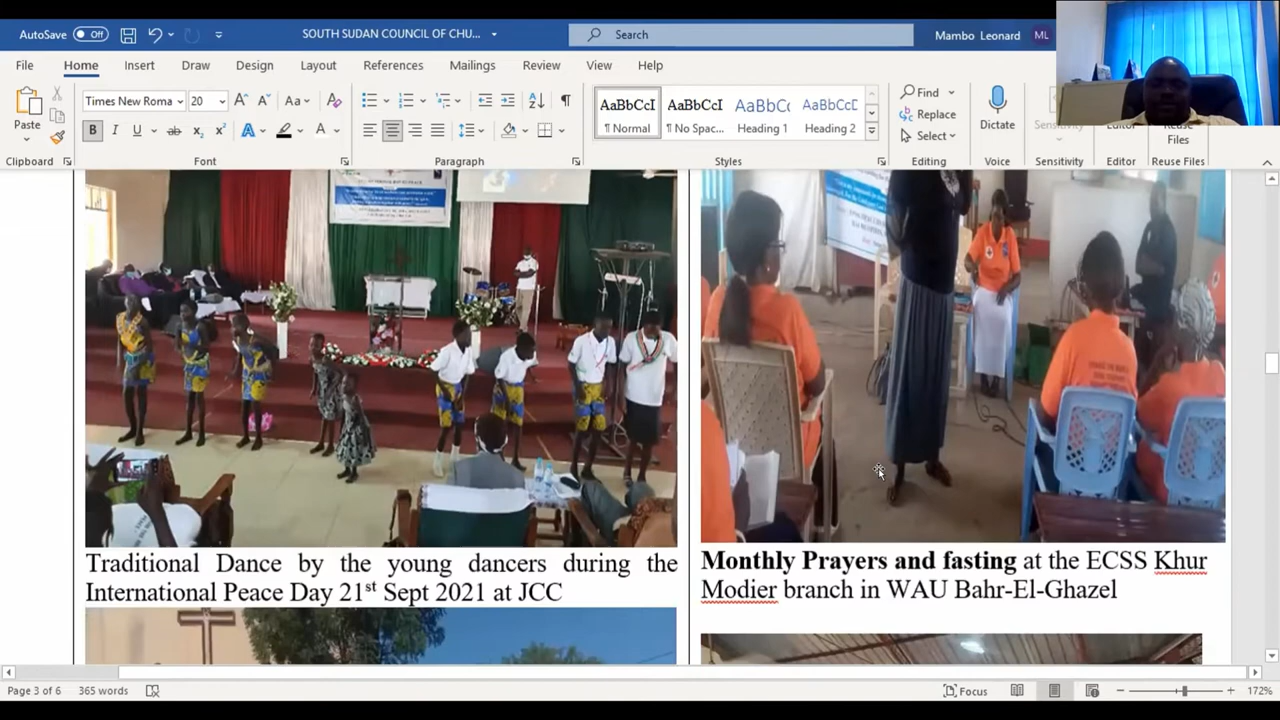 AutoSave Off
SOUTH SUDAN COUNCIL OF CHU...
Search
Mambo Leonard ML
File Home Insert Draw Design Layout References Mailings Review View Help
Times New Roma 20
Aa
Paste
B I U ab x₂ x² A A
AaBbCcI AaBbCcI AaBbCc AaBbCcE
¶ Normal ¶ No Spac... Heading 1 Heading 2
Find
Replace
Select
Dictate
Sensitivity
Editor
Reuse
Files
Clipboard Font Paragraph Styles Editing Voice Sensitivity Editor Reuse Files
Traditional Dance by the young dancers during the
International Peace Day 21st Sept 2021 at JCC
Monthly Prayers and fasting at the ECSS Khur
Modier branch in WAU Bahr-El-Ghazel
Page 3 of 6 365 words
Focus
172%